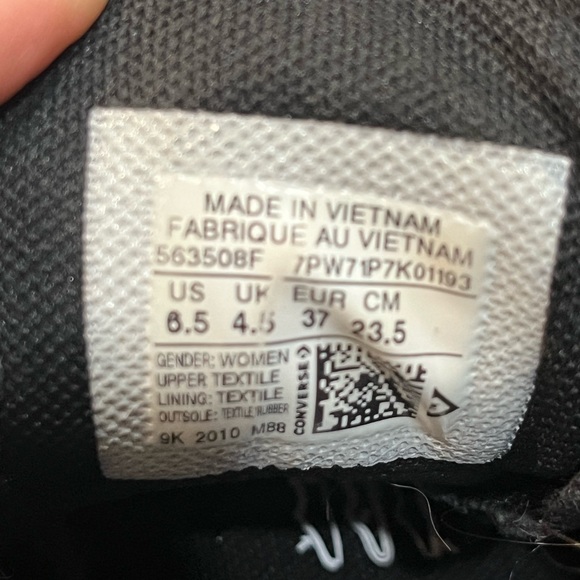 MADE IN VIETNAM
FABRIQUE AU VIETNAM
563508F 7PW71P7K01193
US UK EUR CM
6.5 4.5 37 23.5
GENDER: WOMEN
UPPER TEXTILE
LINING: TEXTILE
OUTSOLE: TEXTILE/RUBBER
9K 2010 M88
CONVERSE